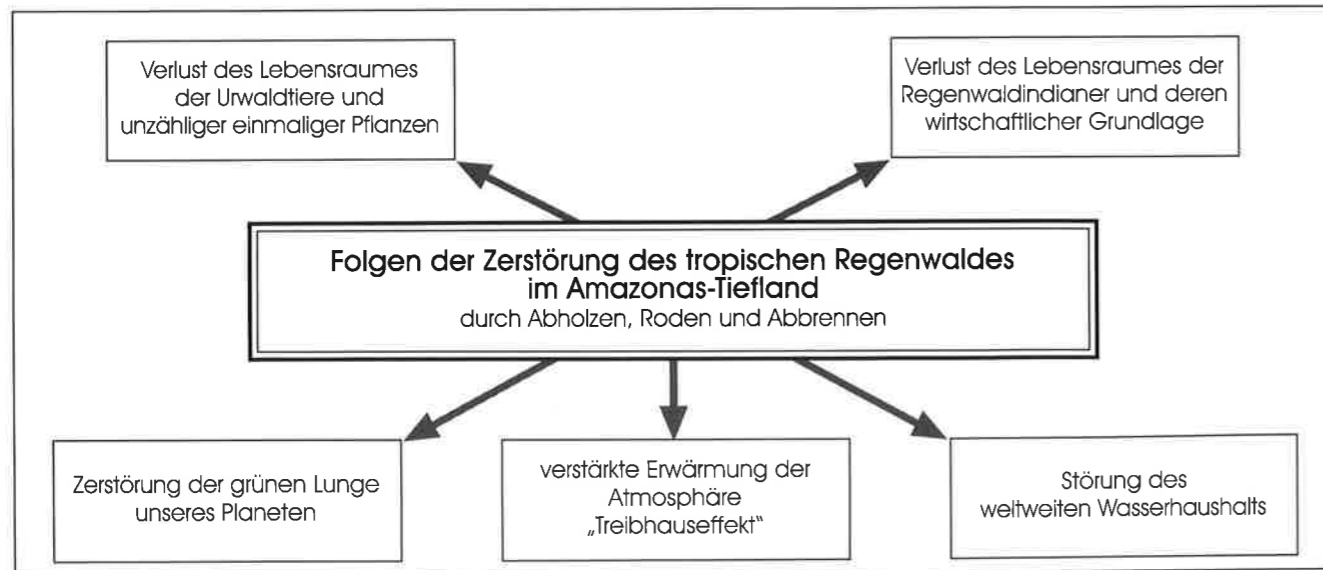 Verlust des Lebensraumes
der Urwaldtiere und
unzähliger einmaliger Pflanzen
Verlust des Lebensraumes der
Regenwaldindianer und deren
wirtschaftlicher Grundlage
Folgen der Zerstörung des tropischen Regenwaldes
im Amazonas-Tiefland
durch Abholzen, Roden und Abbrennen
Zerstörung der grünen Lunge
unseres Planeten
verstärkte Erwärmung der
Atmosphäre
„Treibhauseffekt“
Störung des
weltweiten Wasserhaushalts